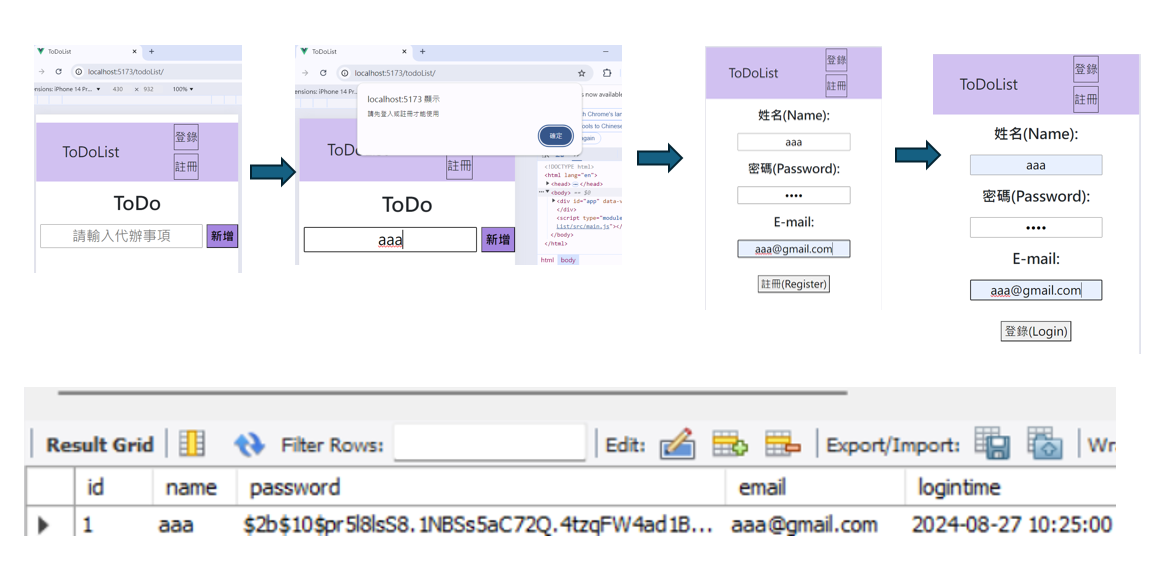 ToDoList
localhost:5173/todoList/
ensions: iPhone 14 Pr... ▼ 430 × 932 100% ▼
ToDoList
登錄
註冊
ToDo
請輸入代辦事項
新增
ToDoList
localhost:5173/todoList/
ensions: iPhone 14 Pr
s now available
localhost:5173 顯示
請先登入或註冊才能使用
確定
h Chrome's lar
ools to Chinese
again
ToDo
註冊
ToDo
aaa
新增
<!DOCTYPE html>
<html lang="en">
<head> ⋯ </head>
<body> == $0
<div id="app" data-v
</div>
<script type="module
List/src/main.js"></
</body>
</html>
html body
ToDoList
登錄
註冊
姓名(Name):
aaa
密碼(Password):
••••
E-mail:
aaa@gmail.com
註冊(Register)
ToDoList
登錄
註冊
姓名(Name):
aaa
密碼(Password):
••••
E-mail:
aaa@gmail.com
登錄(Login)
Result Grid Filter Rows: Edit: Export/Import: Wr
id name password email logintime
1 aaa $2b$10$pr5l8lsS8.1NBSs5aC72Q.4tzqFW4ad1B... aaa@gmail.com 2024-08-27 10:25:00